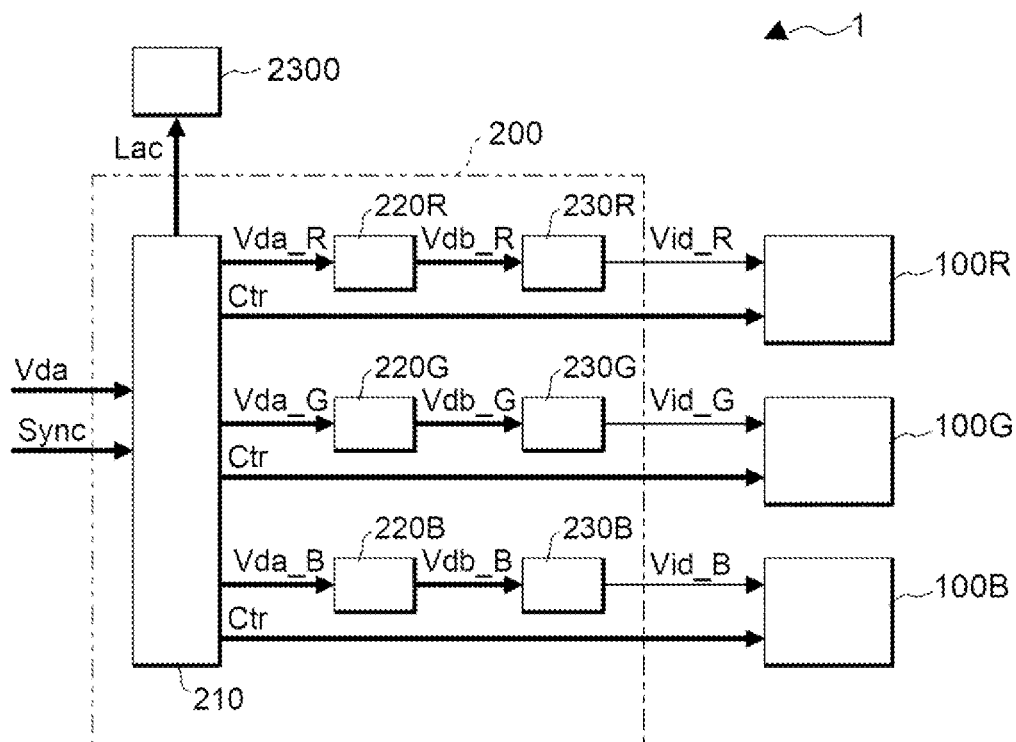 1
2300
Lac
200
220R
230R
Vda_R
Vdb_R
Vid_R
100R
Ctr
Vda
220G
230G
Vda_G
Vdb_G
Vid_G
100G
Sync
Ctr
220B
230B
Vda_B
Vdb_B
Vid_B
100B
Ctr
210